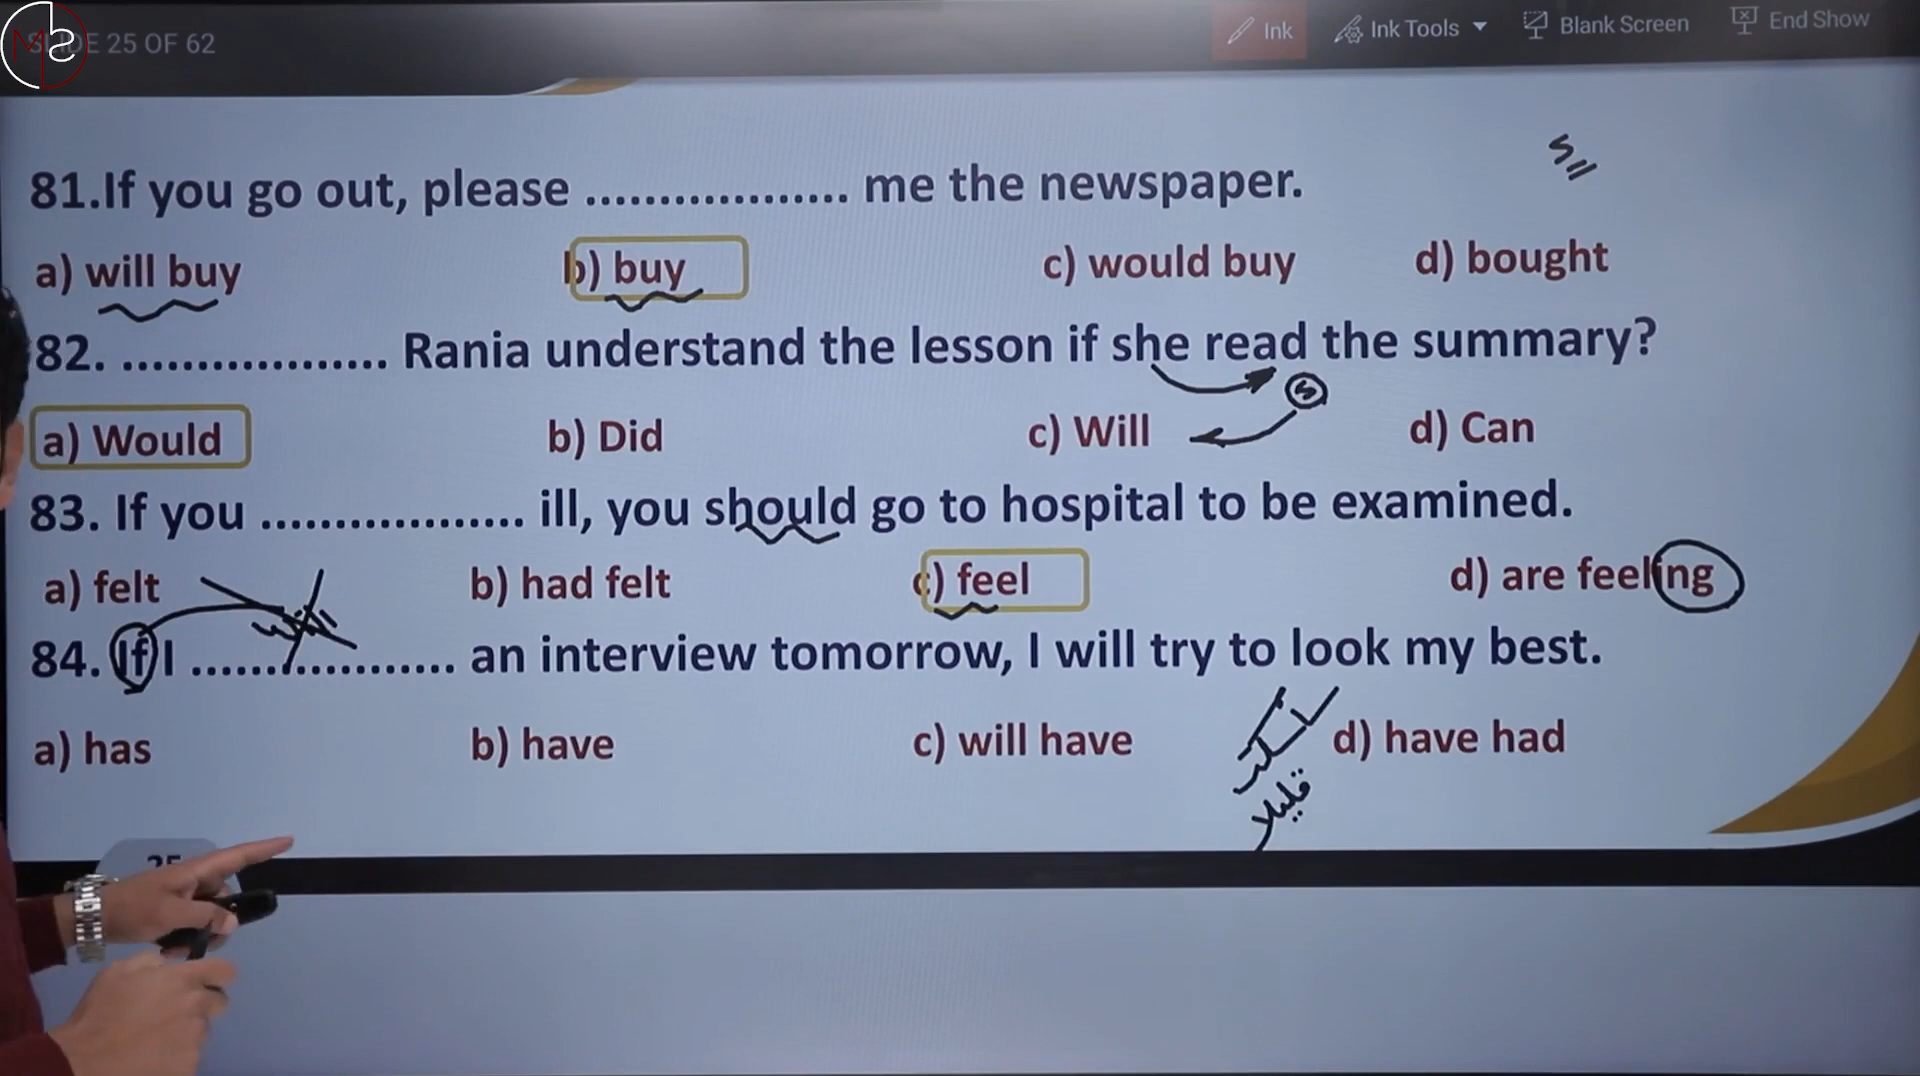 SLIDE 25 OF 62
Ink Ink Tools Blank Screen End Show
81.If you go out, please .................. me the newspaper.
a) will buy b) buy c) would buy d) bought
82. .................. Rania understand the lesson if she read the summary?
a) Would b) Did c) Will d) Can
83. If you .................. ill, you should go to hospital to be examined.
a) felt b) had felt c) feel d) are feeling
84. If I .................. an interview tomorrow, I will try to look my best.
a) has b) have c) will have d) have had
قليلا
25